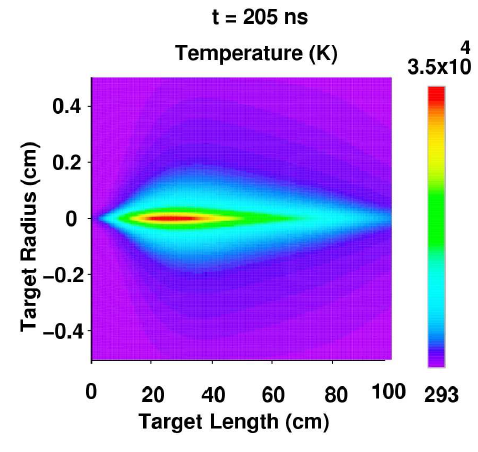 t = 205 ns
Temperature (K)
4
3.5x10
Target Radius (cm)
0.4
0.2
0
−0.2
−0.4
0 20 40 60 80 100 293
Target Length (cm)